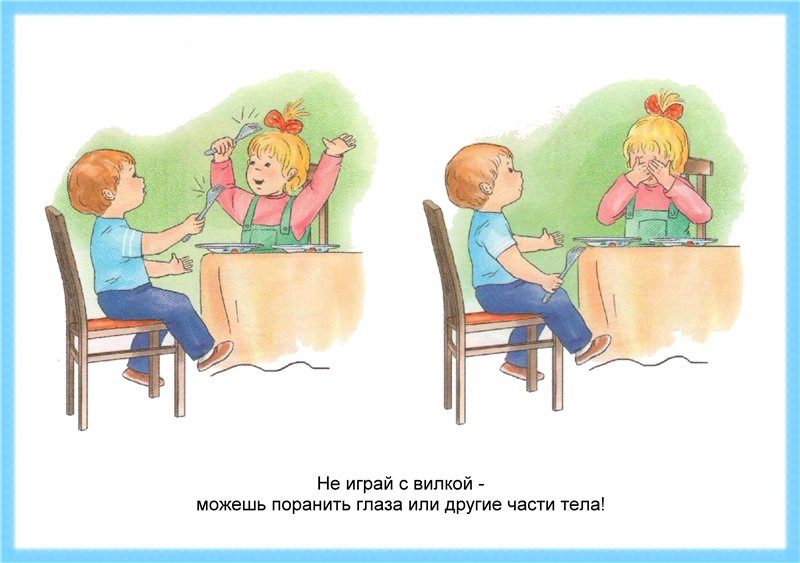 Не играй с вилкой -
можешь поранить глаза или другие части тела!